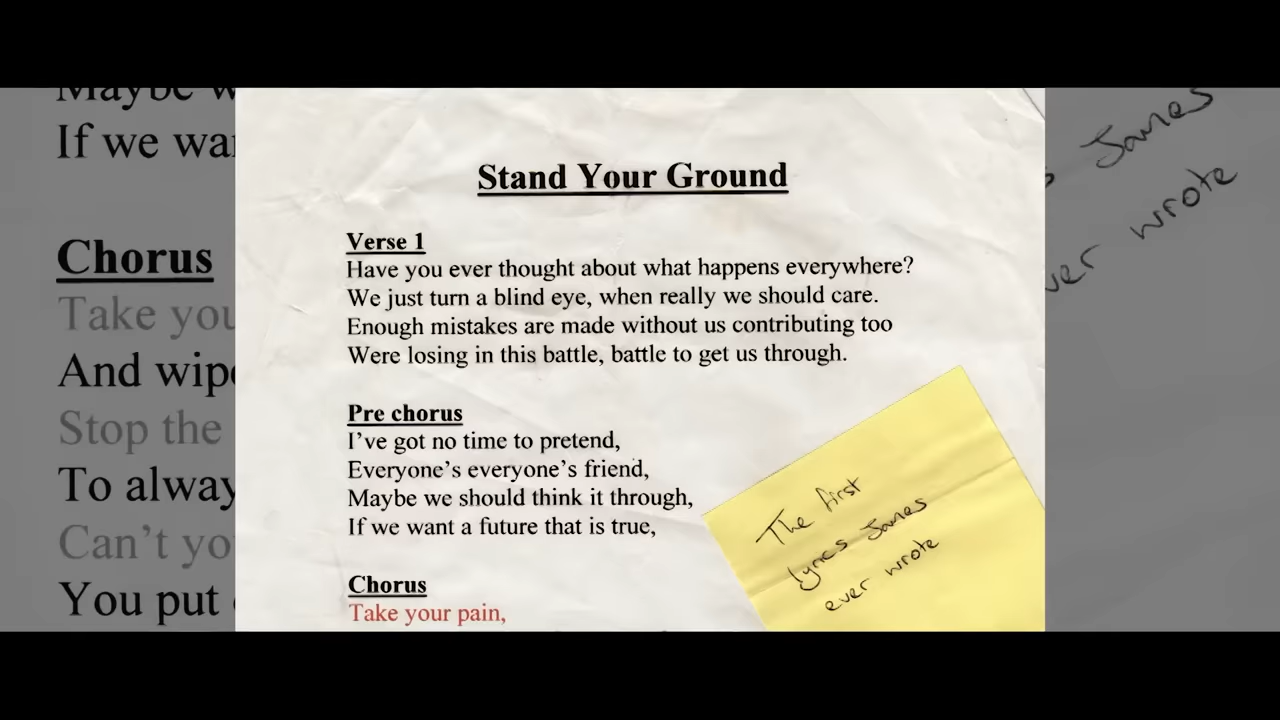 Maybe w
If we wa
Chorus
Take you
And wip
Stop the
To alway
Can't yo
You put
Stand Your Ground
Verse 1
Have you ever thought about what happens everywhere?
We just turn a blind eye, when really we should care.
Enough mistakes are made without us contributing too
Were losing in this battle, battle to get us through.
Pre chorus
I've got no time to pretend,
Everyone's everyone's friend,
Maybe we should think it through,
If we want a future that is true,
Chorus
Take your pain,
The first
lyrics James
ever wrote
s James
ver wrote